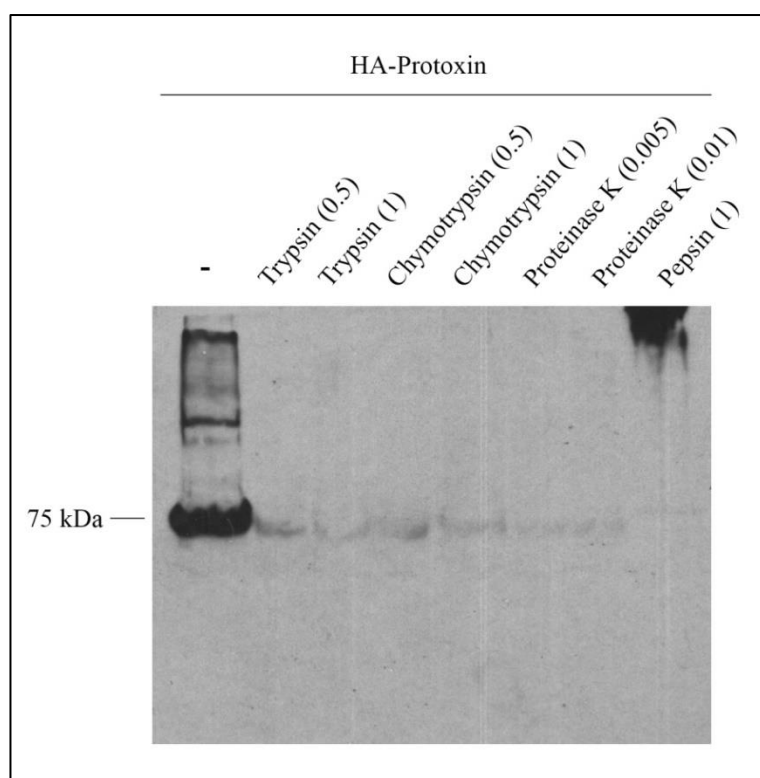 HA-Protoxin
-
Trypsin (0.5)
Trypsin (1)
Chymotrypsin (0.5)
Chymotrypsin (1)
Proteinase K (0.005)
Proteinase K (0.01)
Pepsin (1)
75 kDa